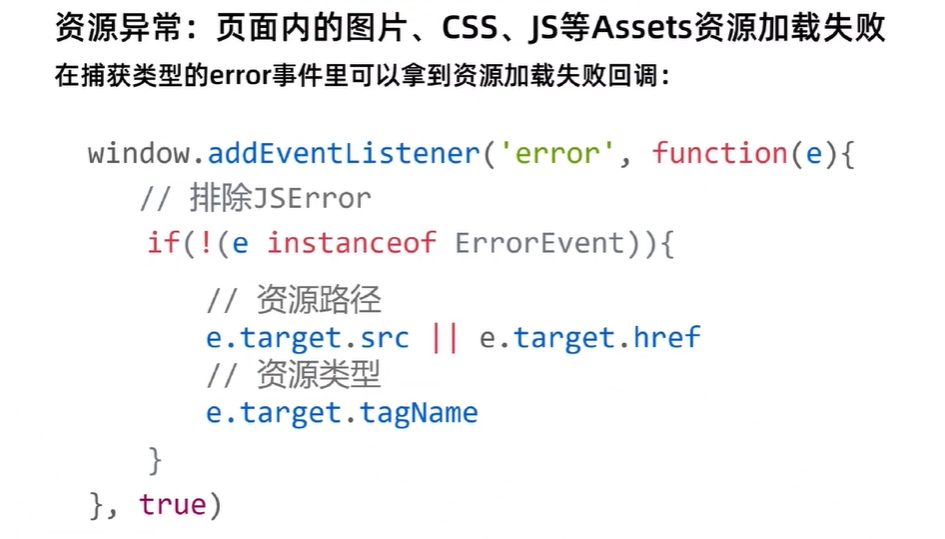 资源异常：页面内的图片、CSS、JS等Assets资源加载失败
在捕获类型的error事件里可以拿到资源加载失败回调：
window.addEventListener('error', function(e){
// 排除JSError
if(!(e instanceof ErrorEvent)){
// 资源路径
e.target.src || e.target.href
// 资源类型
e.target.tagName
}
}, true)